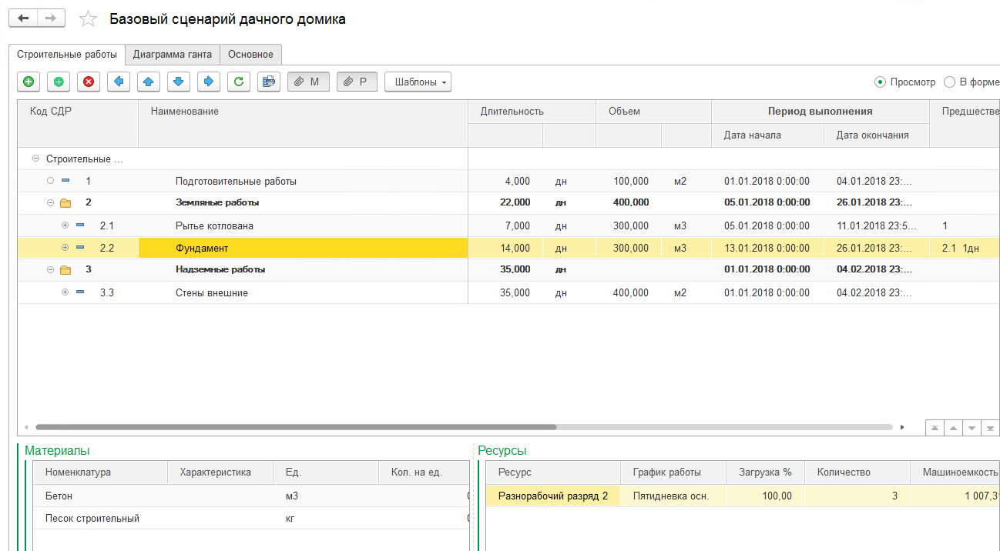 Базовый сценарий дачного домика
Строительные работы Диаграмма ганта Основное
М Р Шаблоны Просмотр В форме
Код СДР Наименование Длительность Объем Период выполнения Предшестве
Дата начала Дата окончания
Строительные ...
1 Подготовительные работы 4,000 дн 100,000 м2 01.01.2018 0:00:00 04.01.2018 23:...
2 Земляные работы 22,000 дн 400,000 05.01.2018 0:00:00 26.01.2018 23:...
2.1 Рытье котлована 7,000 дн 300,000 м3 05.01.2018 0:00:00 11.01.2018 23:5... 1
2.2 Фундамент 14,000 дн 300,000 м3 13.01.2018 0:00:00 26.01.2018 23:... 2.1 1дн
3 Надземные работы 35,000 дн 01.01.2018 0:00:00 04.02.2018 23:...
3.3 Стены внешние 35,000 дн 400,000 м2 01.01.2018 0:00:00 04.02.2018 23:...
Материалы Ресурсы
Номенклатура Характеристика Ед. Кол. на ед. Ресурс График работы Загрузка % Количество Машиноемкость
Бетон м3 Разнорабочий разряд 2 Пятидневка осн. 100,00 3 1 007,3
Песок строительный кг